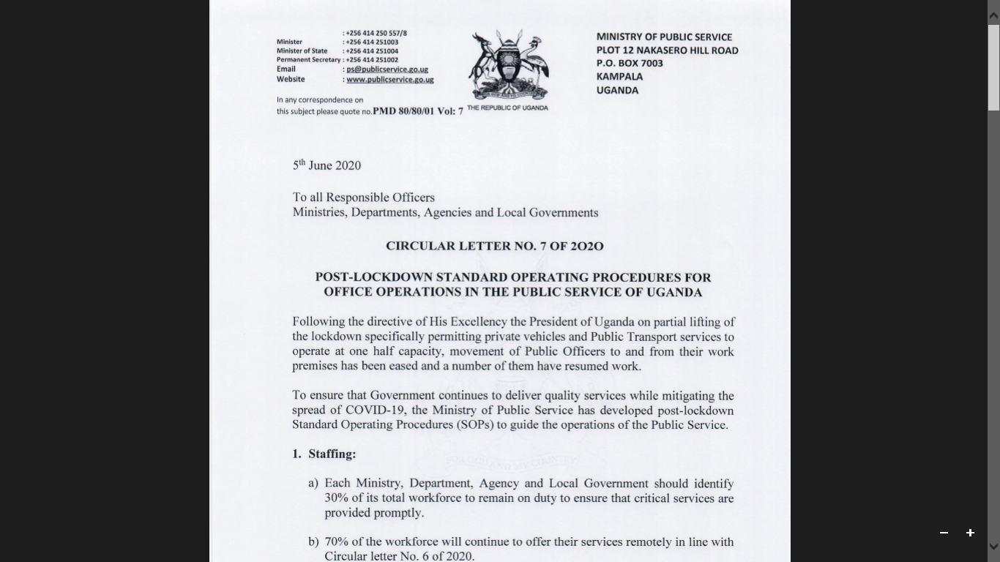 : +256 414 250 557/8
Minister : +256 414 251003
Minister of State : +256 414 251004
Permanent Secretary : +256 414 251002
Email : ps@publicservice.go.ug
Website : www.publicservice.go.ug
In any correspondence on
this subject please quote no. PMD 80/80/01 Vol: 7
THE REPUBLIC OF UGANDA
MINISTRY OF PUBLIC SERVICE
PLOT 12 NAKASERO HILL ROAD
P.O. BOX 7003
KAMPALA
UGANDA
5th June 2020
To all Responsible Officers
Ministries, Departments, Agencies and Local Governments
CIRCULAR LETTER NO. 7 OF 2O2O
POST-LOCKDOWN STANDARD OPERATING PROCEDURES FOR
OFFICE OPERATIONS IN THE PUBLIC SERVICE OF UGANDA
Following the directive of His Excellency the President of Uganda on partial lifting of
the lockdown specifically permitting private vehicles and Public Transport services to
operate at one half capacity, movement of Public Officers to and from their work
premises has been eased and a number of them have resumed work.
To ensure that Government continues to deliver quality services while mitigating the
spread of COVID-19, the Ministry of Public Service has developed post-lockdown
Standard Operating Procedures (SOPs) to guide the operations of the Public Service.
1. Staffing:
FOR GOD AND MY COUNTRY
a) Each Ministry, Department, Agency and Local Government should identify
30% of its total workforce to remain on duty to ensure that critical services are
provided promptly.
b) 70% of the workforce will continue to offer their services remotely in line with
Circular letter No. 6 of 2020.